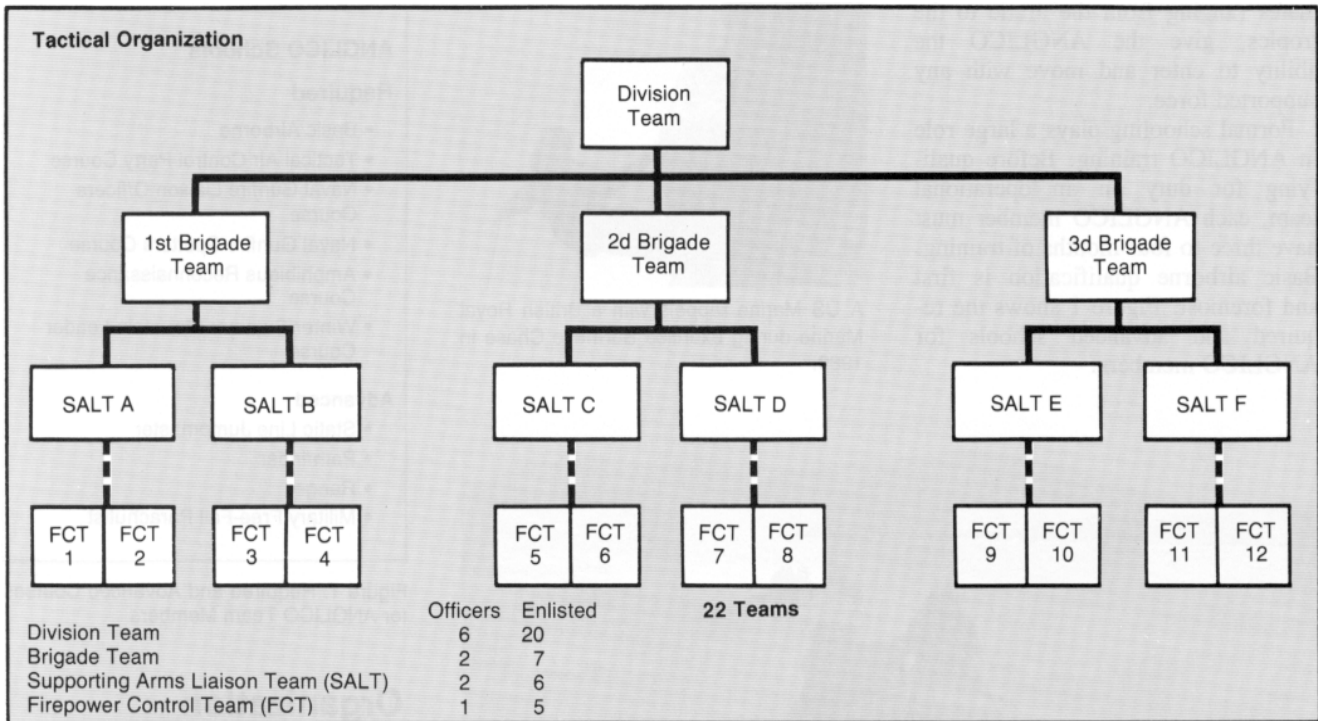 Tactical Organization
Division
Team
1st Brigade
Team
2d Brigade
Team
3d Brigade
Team
SALT A
SALT B
SALT C
SALT D
SALT E
SALT F
FCT
1
FCT
2
FCT
3
FCT
4
FCT
5
FCT
6
FCT
7
FCT
8
FCT
9
FCT
10
FCT
11
FCT
12
Officers Enlisted
22 Teams
Division Team 6 20
Brigade Team 2 7
Supporting Arms Liaison Team (SALT) 2 6
Firepower Control Team (FCT) 1 5